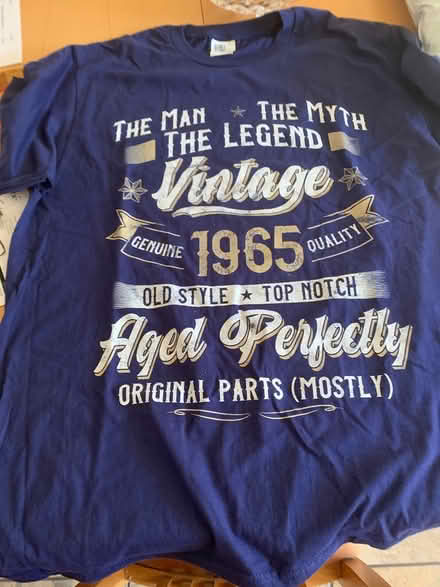 The Man ★ The Myth
The Legend
Vintage
Genuine 1965 Quality
Old Style ★ Top Notch
Aged Perfectly
Original Parts (Mostly)